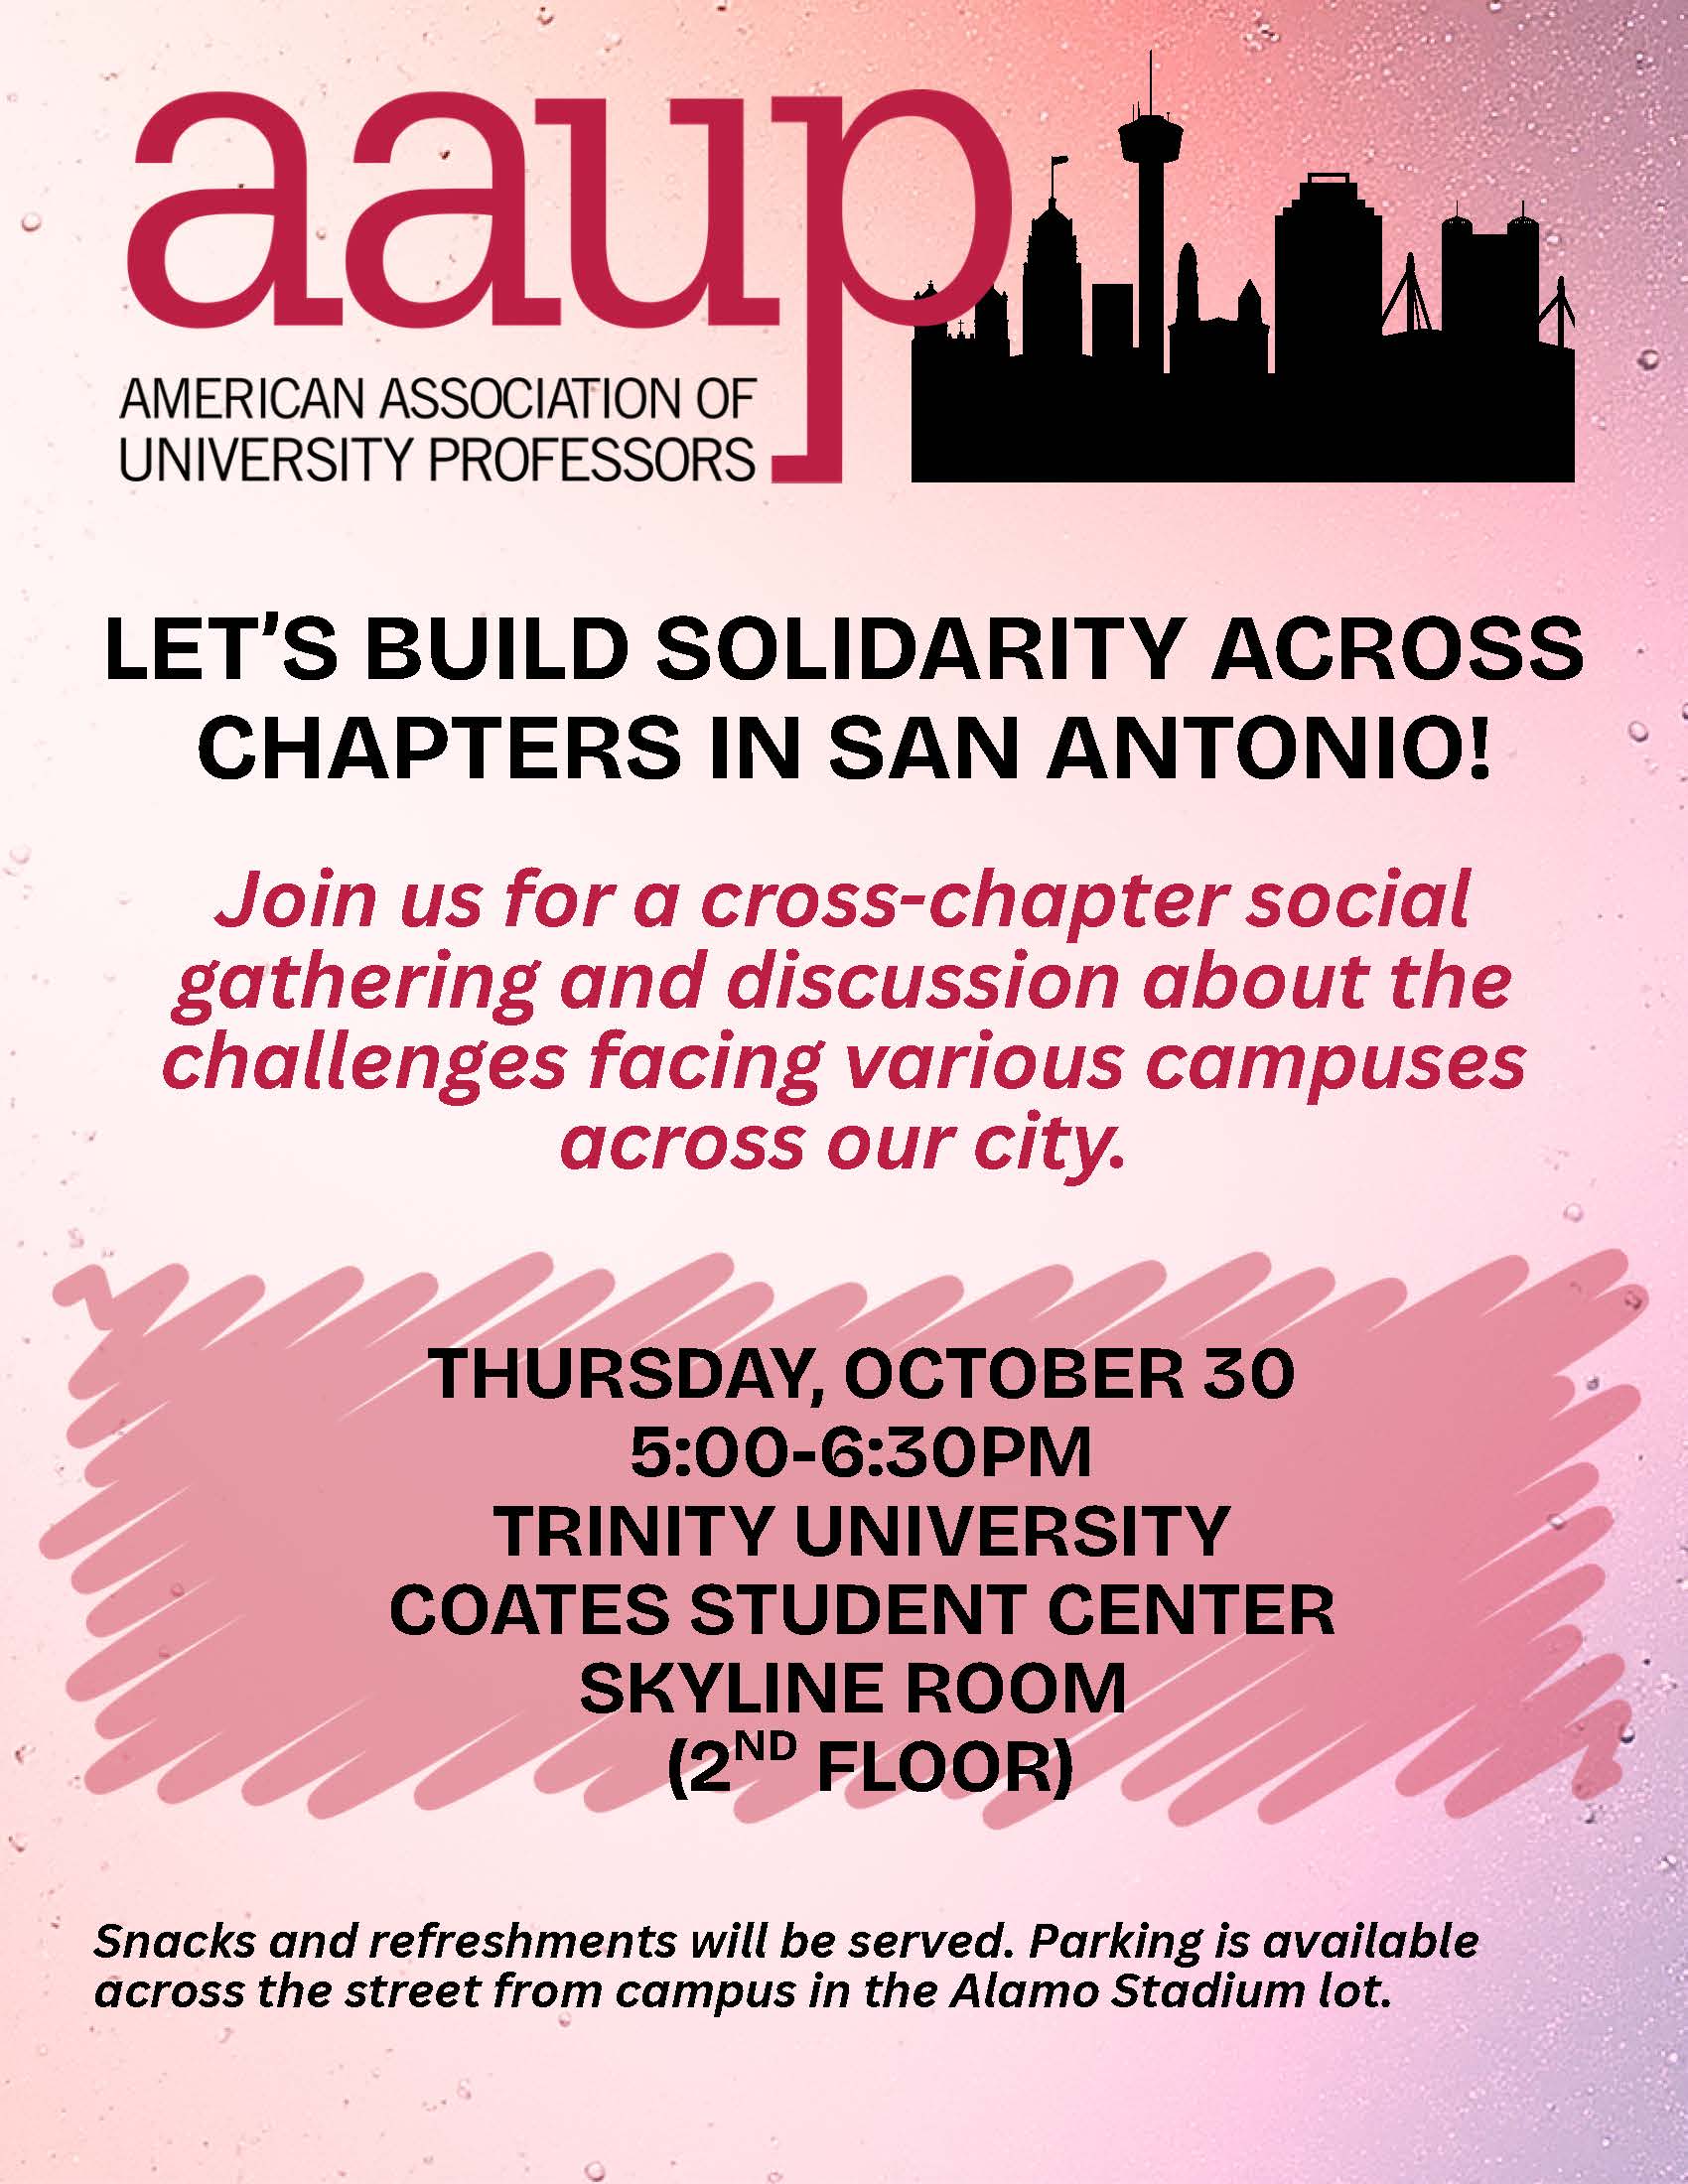 aaup
AMERICAN ASSOCIATION OF
UNIVERSITY PROFESSORS
LET'S BUILD SOLIDARITY ACROSS
CHAPTERS IN SAN ANTONIO!
Join us for a cross-chapter social
gathering and discussion about the
challenges facing various campuses
across our city.
THURSDAY, OCTOBER 30
5:00-6:30PM
TRINITY UNIVERSITY
COATES STUDENT CENTER
SKYLINE ROOM
(2ND FLOOR)
Snacks and refreshments will be served. Parking is available
across the street from campus in the Alamo Stadium lot.